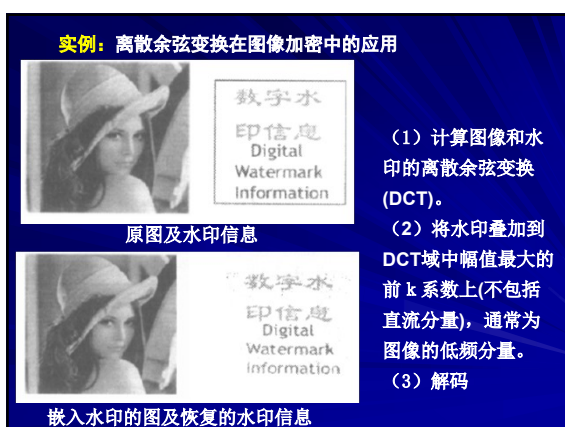 实例：离散余弦变换在图像加密中的应用
数字水
印信息
Digital
Watermark
Information
原图及水印信息
数字水
印信息
Digital
Watermark
Information
嵌入水印的图及恢复的水印信息
（1）计算图像和水
印的离散余弦变换
(DCT)。
（2）将水印叠加到
DCT域中幅值最大的
前 k 系数上(不包括
直流分量)，通常为
图像的低频分量。
（3）解码